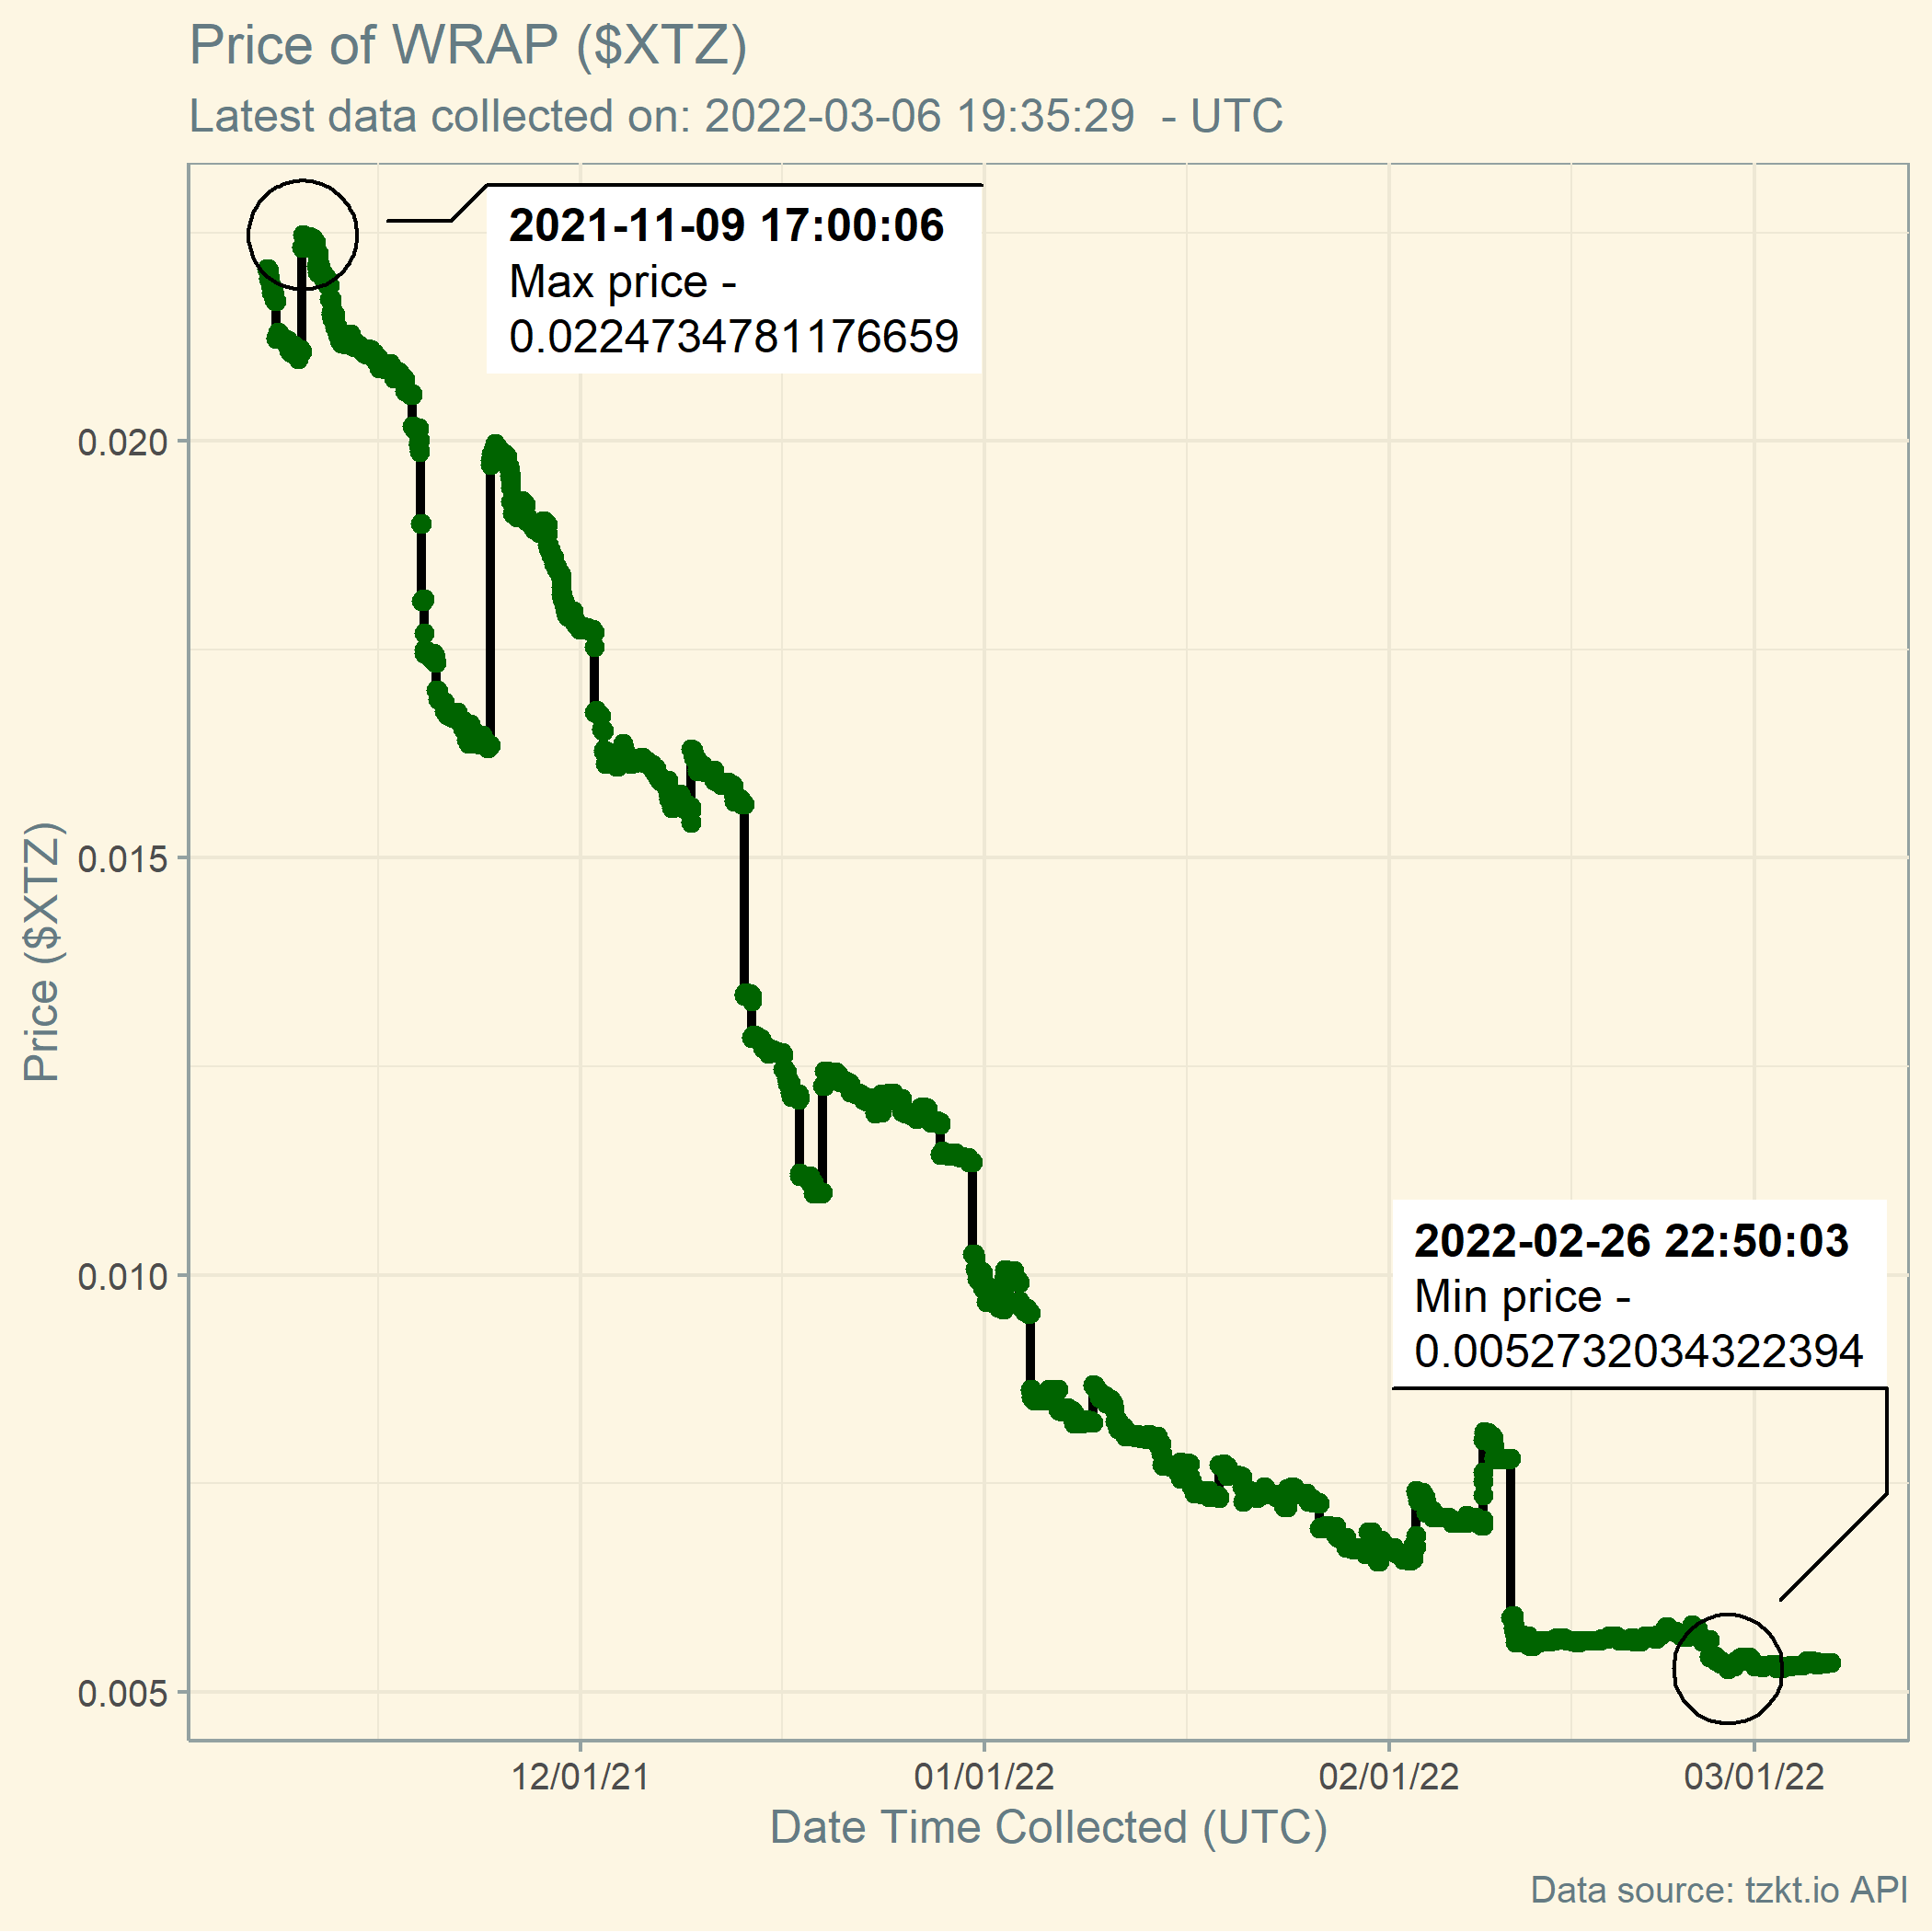 Price of WRAP ($XTZ)
Latest data collected on: 2022-03-06 19:35:29  - UTC
2021-11-09 17:00:06
Max price -
0.0224734781176659
0.020
0.015
0.010
0.005
Price ($XTZ)
2022-02-26 22:50:03
Min price -
0.00527320343223​94
12/01/21
01/01/22
02/01/22
03/01/22
Date Time Collected (UTC)
Data source: tzkt.io API